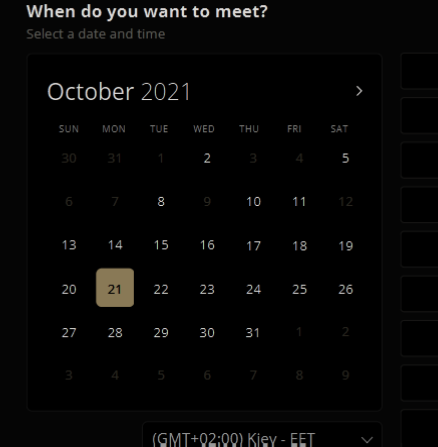 When do you want to meet?
Select a date and time
October 2021 >
SUN MON TUE WED THU FRI SAT
30 31 1 2 3 4 5
6 7 8 9 10 11 12
13 14 15 16 17 18 19
20 21 22 23 24 25 26
27 28 29 30 31 1 2
3 4 5 6 7 8 9
(GMT+02:00) Kiev - EET